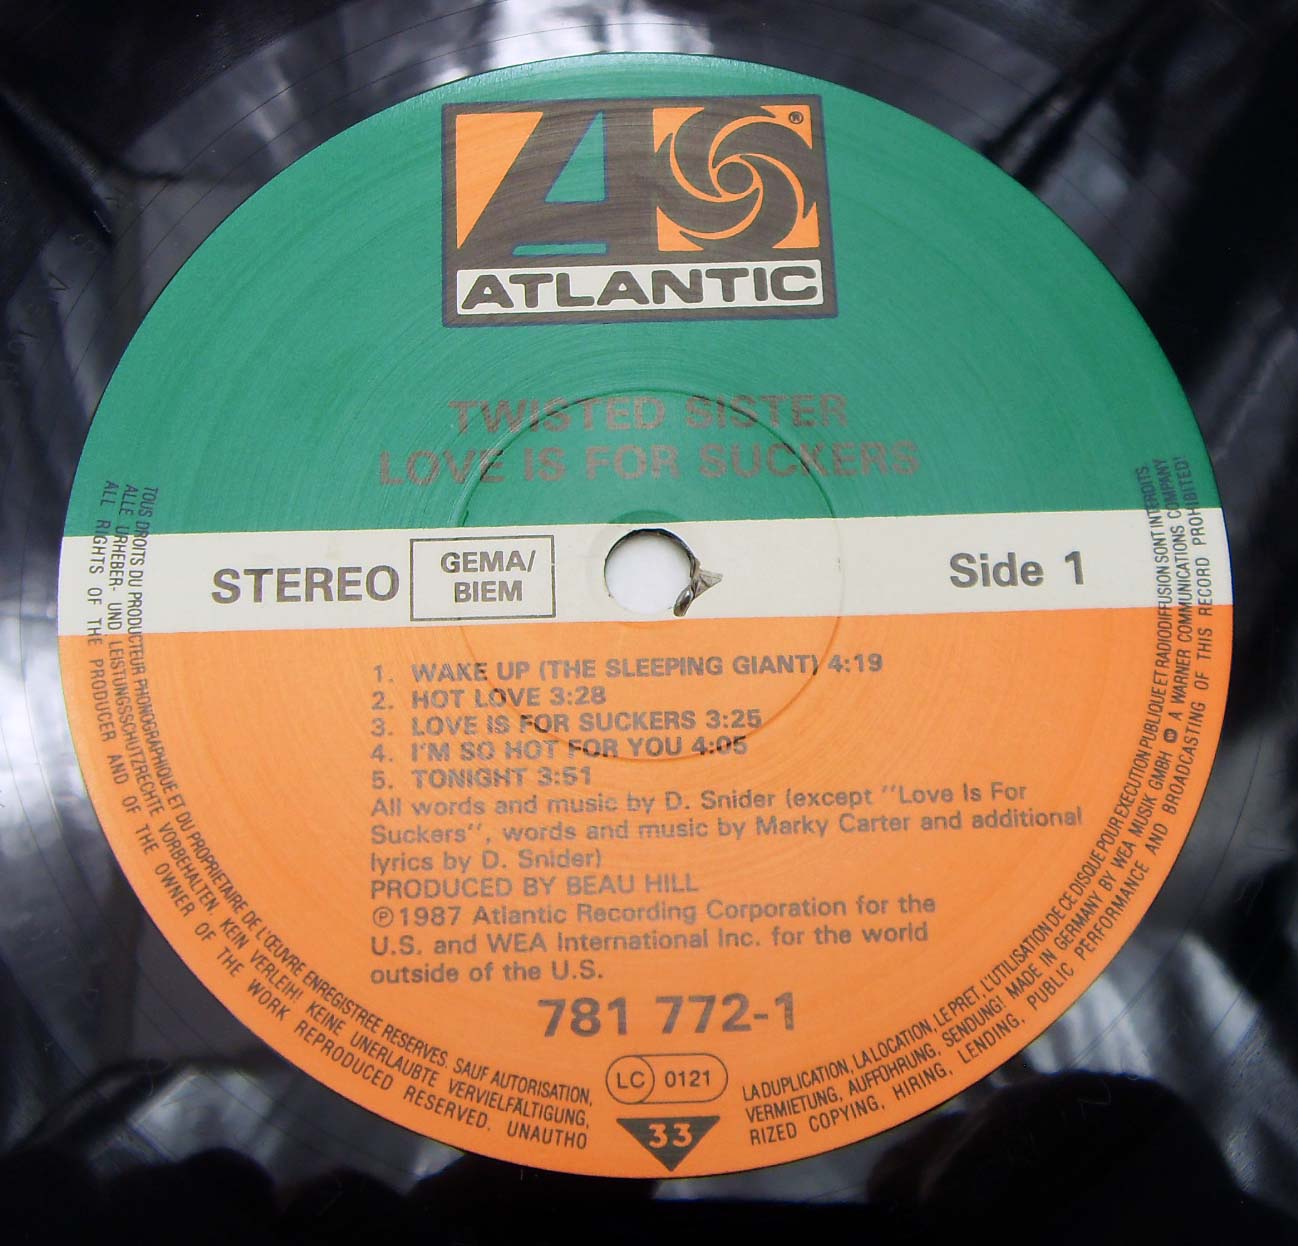 ATLANTIC
®
TWISTED SISTER
LOVE IS FOR SUCKERS
STEREO
GEMA/
BIEM
Side 1
1. WAKE UP (THE SLEEPING GIANT) 4:19
2. HOT LOVE 3:28
3. LOVE IS FOR SUCKERS 3:25
4. I'M SO HOT FOR YOU 4:05
5. TONIGHT 3:51
All words and music by D. Snider (except "Love Is For
Suckers", words and music by Marky Carter and additional
lyrics by D. Snider)
PRODUCED BY BEAU HILL
℗1987 Atlantic Recording Corporation for the
U.S. and WEA International Inc. for the world
outside of the U.S.
781 772-1
LC 0121
33
TOUS DROITS DU PRODUCTEUR PHONOGRAPHIQUE ET DU PROPRIETAIRE DE L'ŒUVRE ENREGISTREE RESERVES. SAUF AUTORISATION, LA DUPLICATION, LA LOCATION, LE PRET, L'UTILISATION DE CE DISQUE POUR EXECUTION PUBLIQUE ET RADIODIFFUSION SONT INTERDITS
ALLE URHEBER- UND LEISTUNGSSCHUTZRECHTE VORBEHALTEN. KEIN VERLEIH! KEINE UNERLAUBTE VERVIELFÄLTIGUNG, VERMIETUNG, AUFFÜHRUNG, SENDUNG! MADE IN GERMANY BY WEA MUSIK GMBH A WARNER COMMUNICATIONS COMPANY
ALL RIGHTS OF THE PRODUCER AND OF THE OWNER OF THE WORK REPRODUCED RESERVED. UNAUTHORIZED COPYING, HIRING, LENDING, PUBLIC PERFORMANCE AND BROADCASTING OF THIS RECORD PROHIBITED!